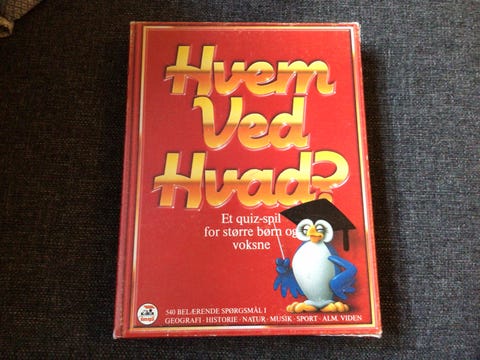 Hvem
Ved
Hvad?
Et quiz-spil
for større børn og
voksne
540 BELÆRENDE SPØRGSMÅL I
GEOGRAFI · HISTORIE · NATUR · MUSIK · SPORT · ALM. VIDEN